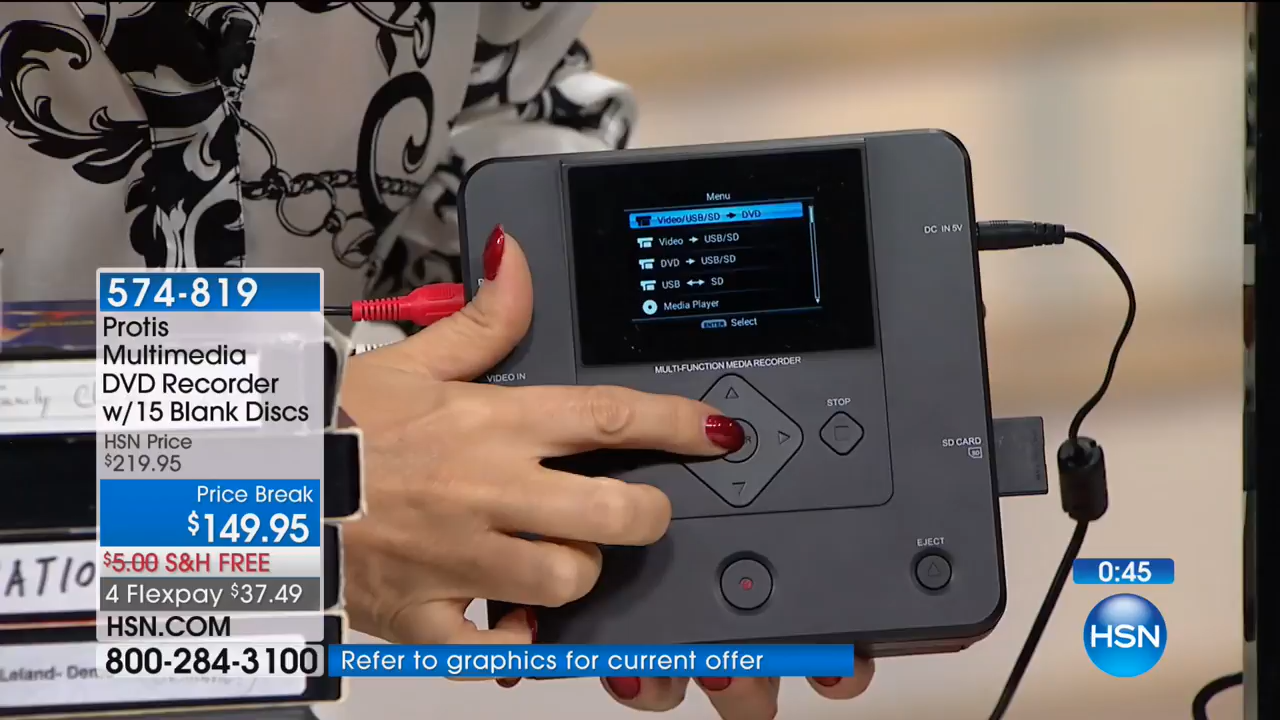 574-819
Protis
Multimedia
DVD Recorder
w/15 Blank Discs
HSN Price
$219.95
Price Break
$149.95
$5.00 S&H FREE
4 Flexpay $37.49
HSN.COM
800-284-3100
Refer to graphics for current offer
0:45
HSN
Menu
Video/USB/SD → DVD
Video → USB/SD
DVD → USB/SD
USB ↔ SD
Media Player
ENTER Select
MULTI-FUNCTION MEDIA RECORDER
VIDEO IN
DC IN 5V
STOP
SD CARD
EJECT
Leland-